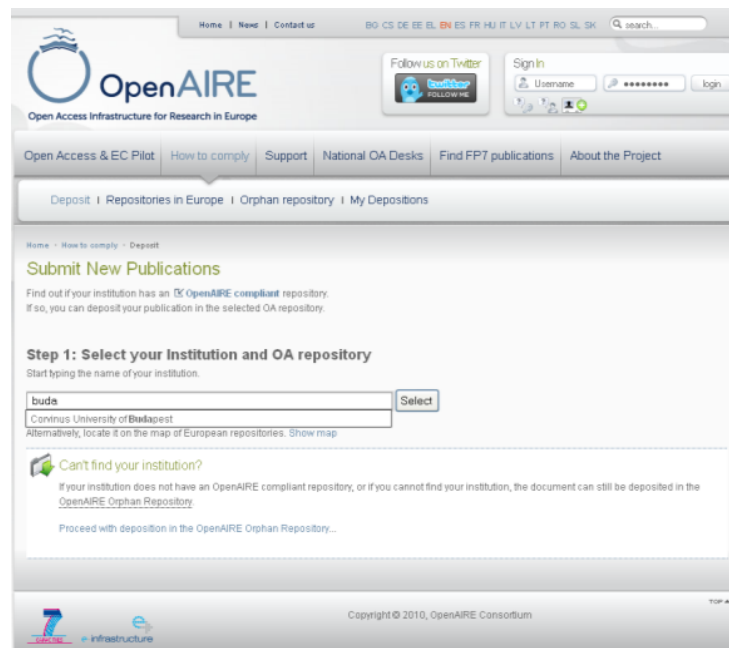 Home | News | Contact us
BG CS DE EE EL EN ES FR HU IT LV LT PT RO SL SK
search...
OpenAIRE
Open Access Infrastructure for Research in Europe
Follow us on Twitter
twitter
FOLLOW ME
Sign In
Username
login
Open Access & EC Pilot
How to comply
Support
National OA Desks
Find FP7 publications
About the Project
Deposit | Repositories in Europe | Orphan repository | My Depositions
Home • How to comply • Deposit
Submit New Publications
Find out if your institution has an OpenAIRE compliant repository.
If so, you can deposit your publication in the selected OA repository.
Step 1: Select your Institution and OA repository
Start typing the name of your institution.
buda
Select
Corvinus University of Budapest
Alternatively, locate it on the map of European repositories. Show map
Can't find your institution?
If your institution does not have an OpenAIRE compliant repository, or if you cannot find your institution, the document can still be deposited in the
OpenAIRE Orphan Repository.
Proceed with deposition in the OpenAIRE Orphan Repository...
TOP
Copyright © 2010, OpenAIRE Consortium
7
e
e-infrastructure